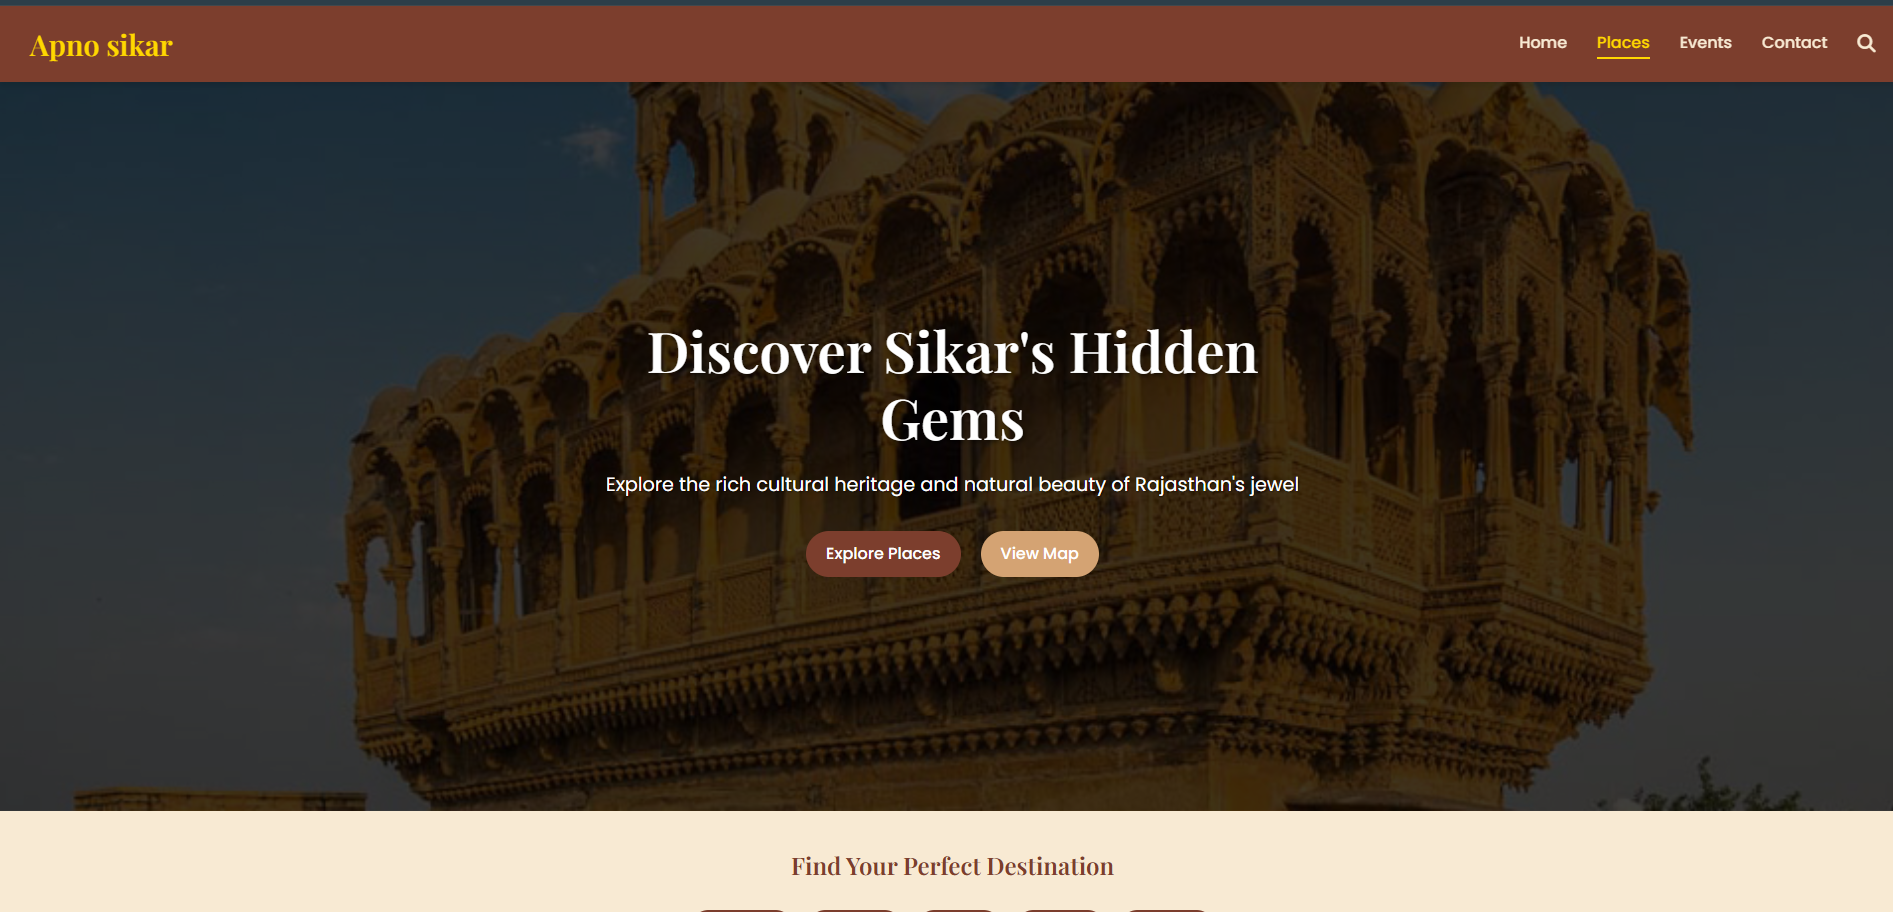 Apno sikar
Home Places Events Contact
Discover Sikar's Hidden
Gems
Explore the rich cultural heritage and natural beauty of Rajasthan's jewel
Explore Places View Map
Find Your Perfect Destination